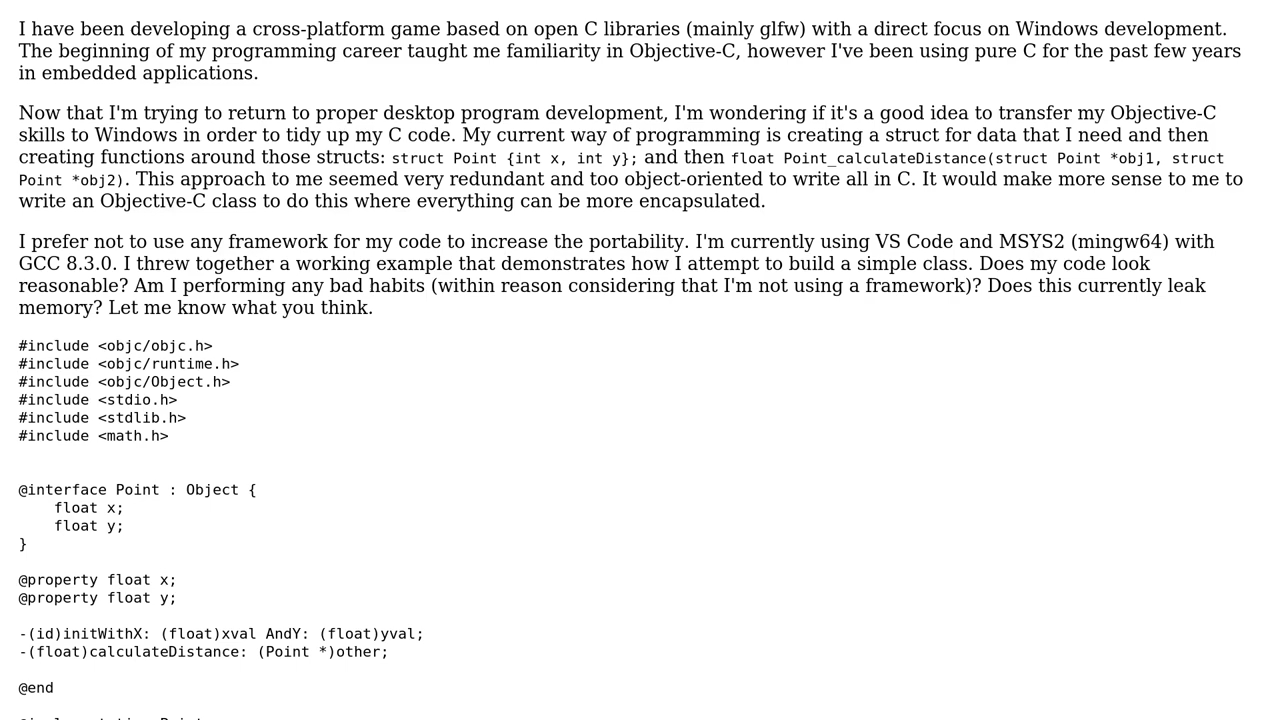 I have been developing a cross-platform game based on open C libraries (mainly glfw) with a direct focus on Windows development.
The beginning of my programming career taught me familiarity in Objective-C, however I've been using pure C for the past few years
in embedded applications.
Now that I'm trying to return to proper desktop program development, I'm wondering if it's a good idea to transfer my Objective-C
skills to Windows in order to tidy up my C code. My current way of programming is creating a struct for data that I need and then
creating functions around those structs: struct Point {int x, int y}; and then float Point_calculateDistance(struct Point *obj1, struct
Point *obj2). This approach to me seemed very redundant and too object-oriented to write all in C. It would make more sense to me to
write an Objective-C class to do this where everything can be more encapsulated.
I prefer not to use any framework for my code to increase the portability. I'm currently using VS Code and MSYS2 (mingw64) with
GCC 8.3.0. I threw together a working example that demonstrates how I attempt to build a simple class. Does my code look
reasonable? Am I performing any bad habits (within reason considering that I'm not using a framework)? Does this currently leak
memory? Let me know what you think.
#include <objc/objc.h>
#include <objc/runtime.h>
#include <objc/Object.h>
#include <stdio.h>
#include <stdlib.h>
#include <math.h>
@interface Point : Object {
    float x;
    float y;
}
@property float x;
@property float y;
-(id)initWithX: (float)xval AndY: (float)yval;
-(float)calculateDistance: (Point *)other;
@end